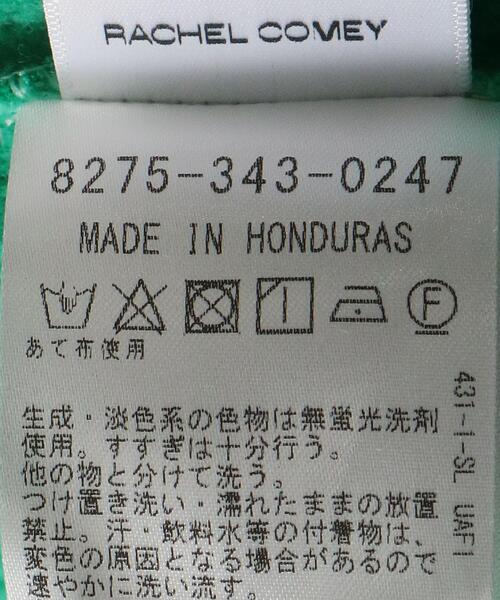 RACHEL COMEY
8275-343-0247
MADE IN HONDURAS
F
あて布使用
431-1-SL UAF1
生成・淡色系の色物は無蛍光洗剤
使用。すすぎは十分行う。
他の物と分けて洗う。
つけ置き洗い・濡れたままの放置
禁止。汗・飲料水等の付着物は、
変色の原因となる場合があるので
速やかに洗い流す。